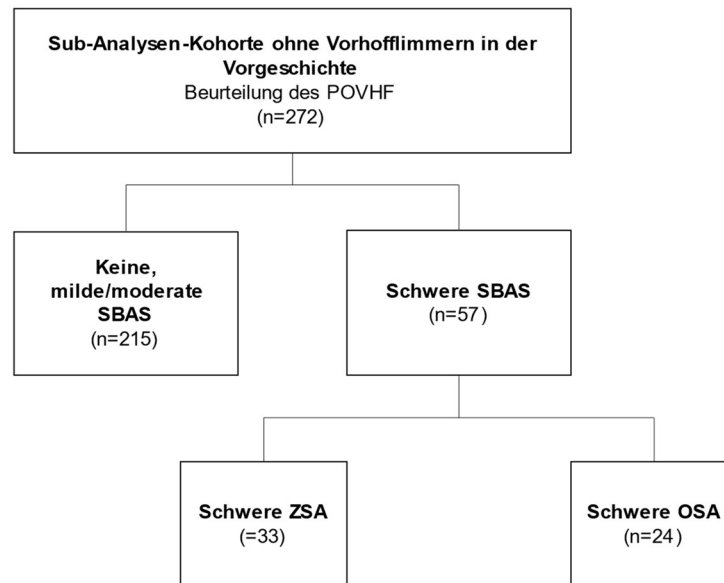 Sub-Analysen-Kohorte ohne Vorhofflimmern in der
Vorgeschichte
Beurteilung des POVHF
(n=272)
Keine,
milde/moderate
SBAS
(n=215)
Schwere SBAS
(n=57)
Schwere ZSA
(=33)
Schwere OSA
(n=24)